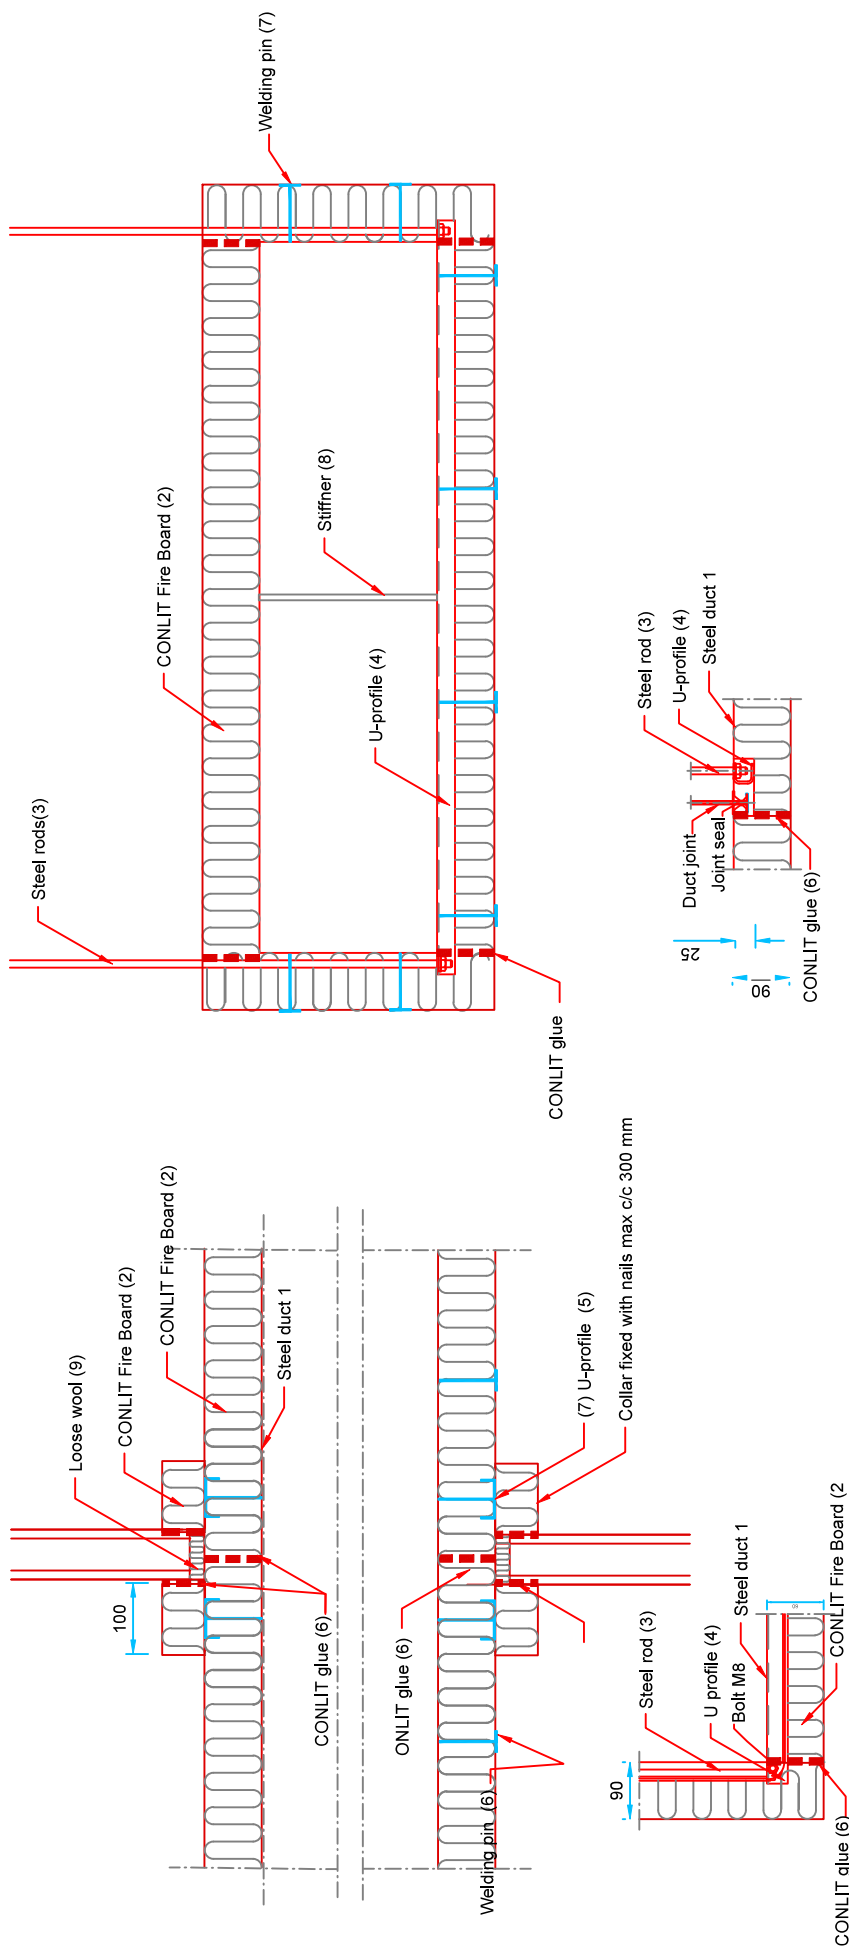 Welding pin (7)
CONLIT Fire Board (2)
Stiffner (8)
Steel rods(3)
U-profile (4)
CONLIT glue
Steel rod (3)
U-profile (4)
Steel duct 1
Duct joint
Joint seal
CONLIT glue (6)
25
90
Loose wool (9)
CONLIT Fire Board (2)
CONLIT Fire Board (2)
Steel duct 1
100
CONLIT glue (6)
ONLIT glue (6)
(7) U-profile (5)
Collar fixed with nails max c/c 300 mm
Welding pin (6)
Steel rod (3)
U profile (4)
Bolt M8
Steel duct 1
CONLIT Fire Board (2
90
CONLIT glue (6)